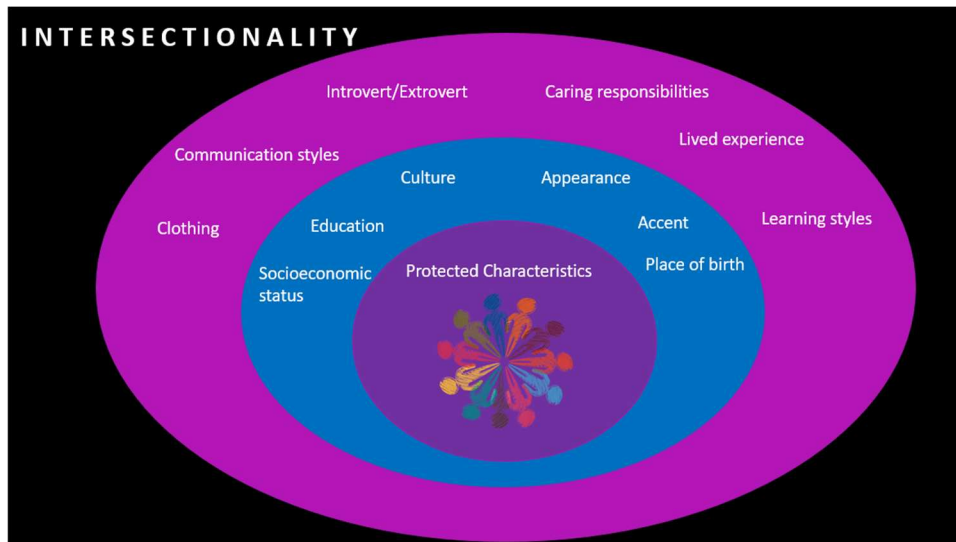 INTERSECTIONALITY
Introvert/Extrovert
Caring responsibilities
Lived experience
Communication styles
Culture
Appearance
Clothing
Education
Accent
Learning styles
Socioeconomic
status
Protected Characteristics
Place of birth